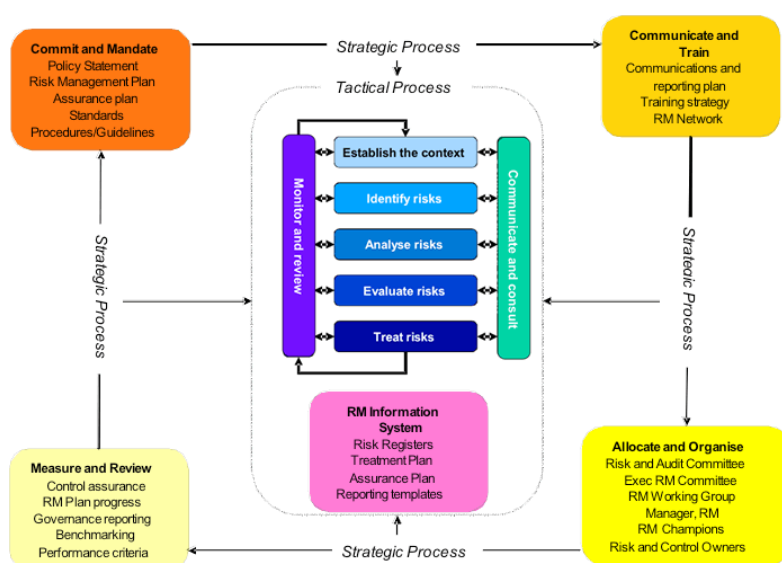 Commit and Mandate
Policy Statement
Risk Management Plan
Assurance plan
Standards
Procedures/Guidelines
Strategic Process
Communicate and
Train
Communications and
reporting plan
Training strategy
RM Network
Tactical Process
Monitor and review
Establish the context
Identify risks
Analyse risks
Evaluate risks
Treat risks
Communicate and consult
Strategic Process
Strategic Process
RM Information
System
Risk Registers
Treatment Plan
Assurance Plan
Reporting templates
Measure and Review
Control assurance
RM Plan progress
Governance reporting
Benchmarking
Performance criteria
Strategic Process
Allocate and Organise
Risk and Audit Committee
Exec RM Committee
RM Working Group
Manager, RM
RM Champions
Risk and Control Owners